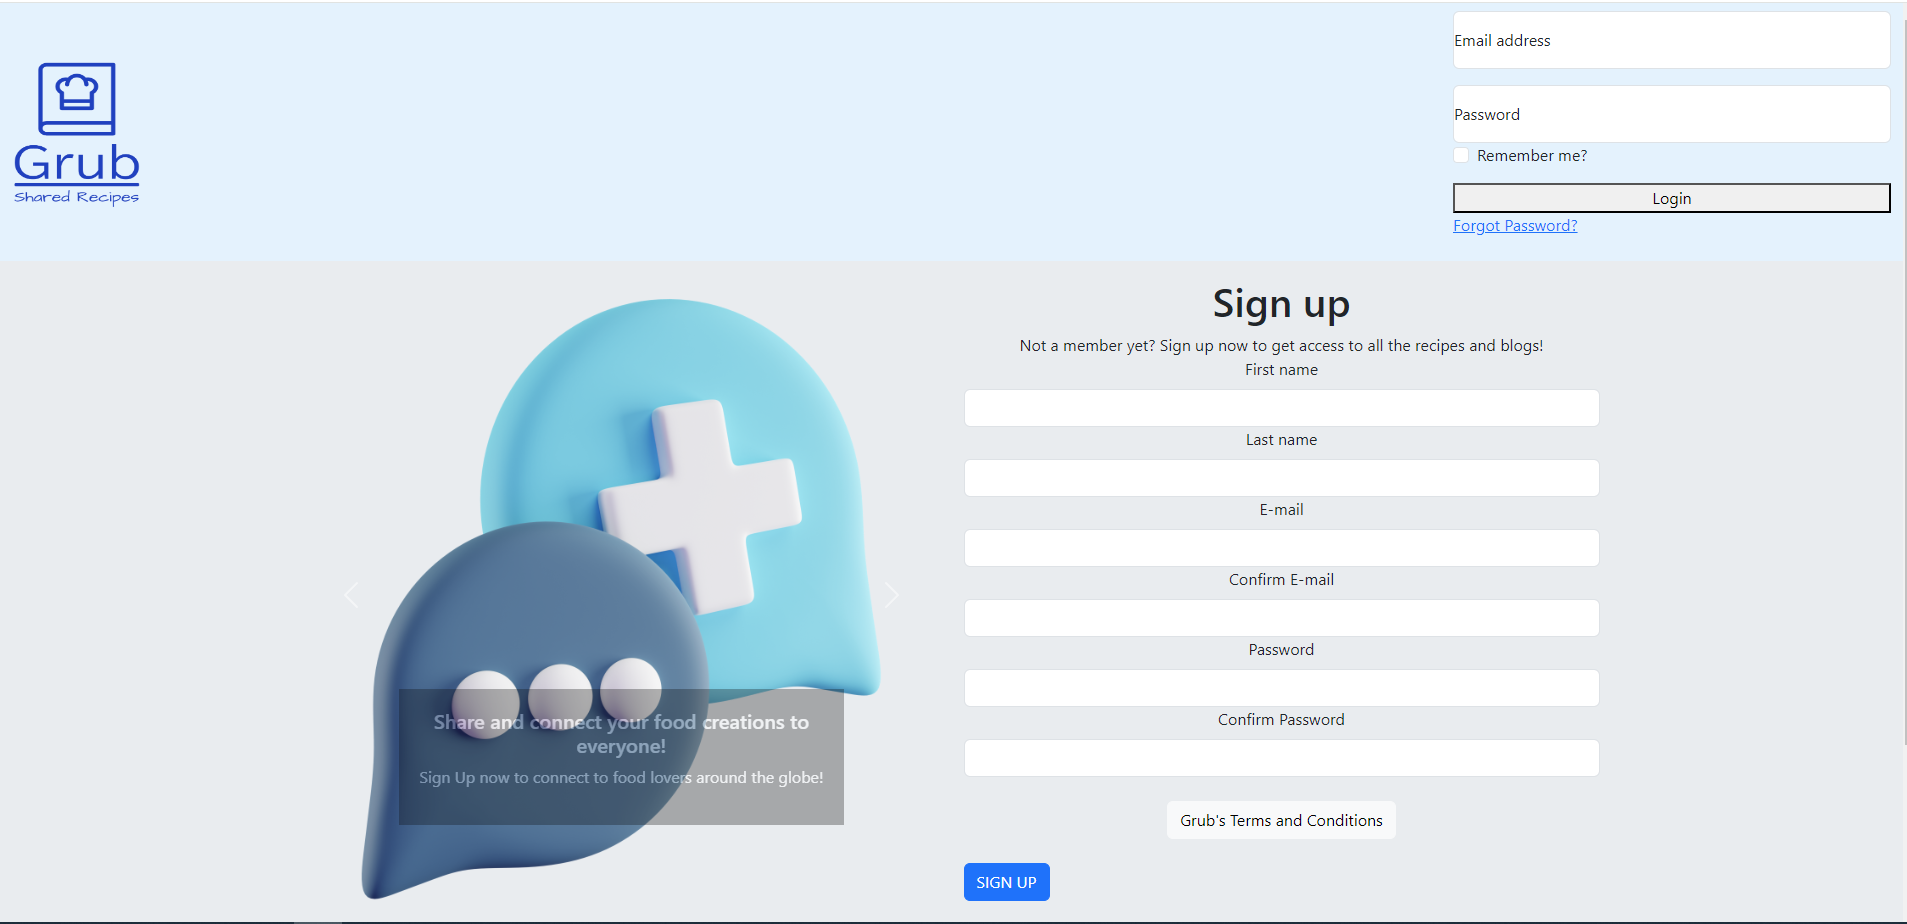 Grub
Shared Recipes
Email address
Password
Remember me?
Login
Forgot Password?
Share and connect your food creations to
everyone!
Sign Up now to connect to food lovers around the globe!
Sign up
Not a member yet? Sign up now to get access to all the recipes and blogs!
First name
Last name
E-mail
Confirm E-mail
Password
Confirm Password
Grub's Terms and Conditions
SIGN UP